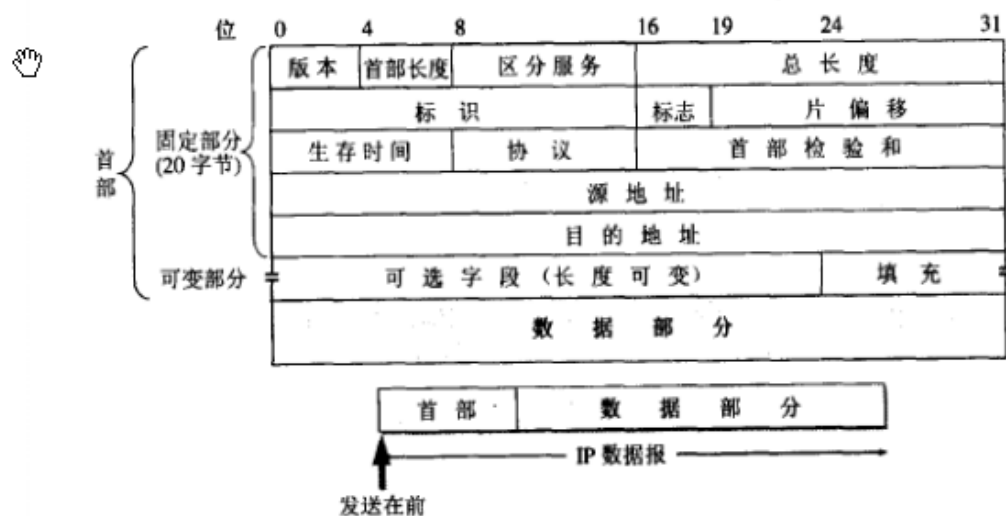 位 0 4 8 16 19 24 31
版本 首部长度 区分服务 总长度
标识 标志 片偏移
固定部分
(20字节)
首部
生存时间 协议 首部检验和
源地址
目的地址
可变部分 可选字段(长度可变) 填充
数据部分
首部 数据部分
IP数据报
发送在前